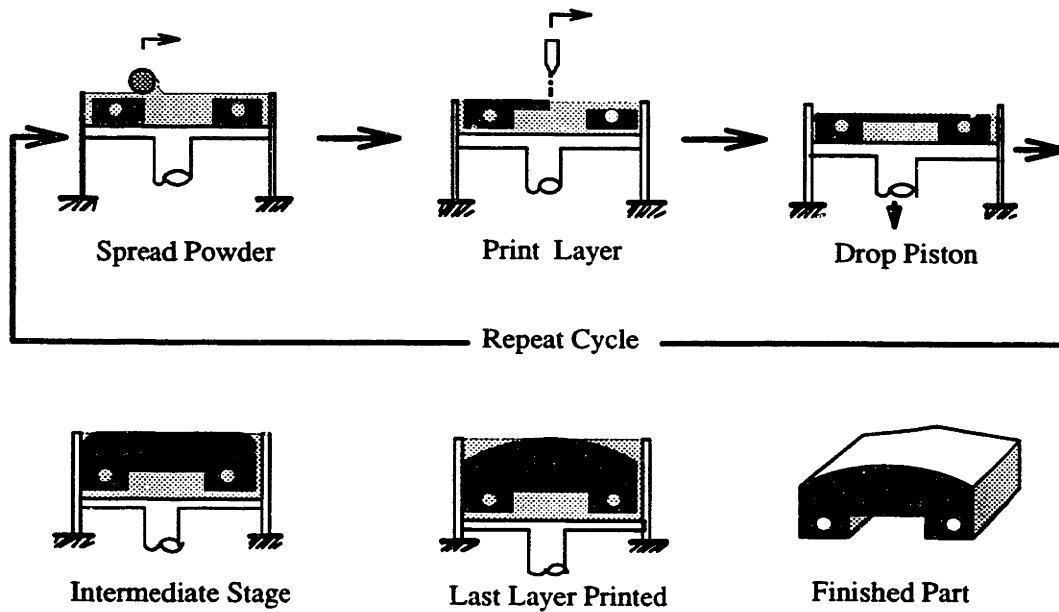 Spread Powder
Print Layer
Drop Piston
Repeat Cycle
Intermediate Stage
Last Layer Printed
Finished Part